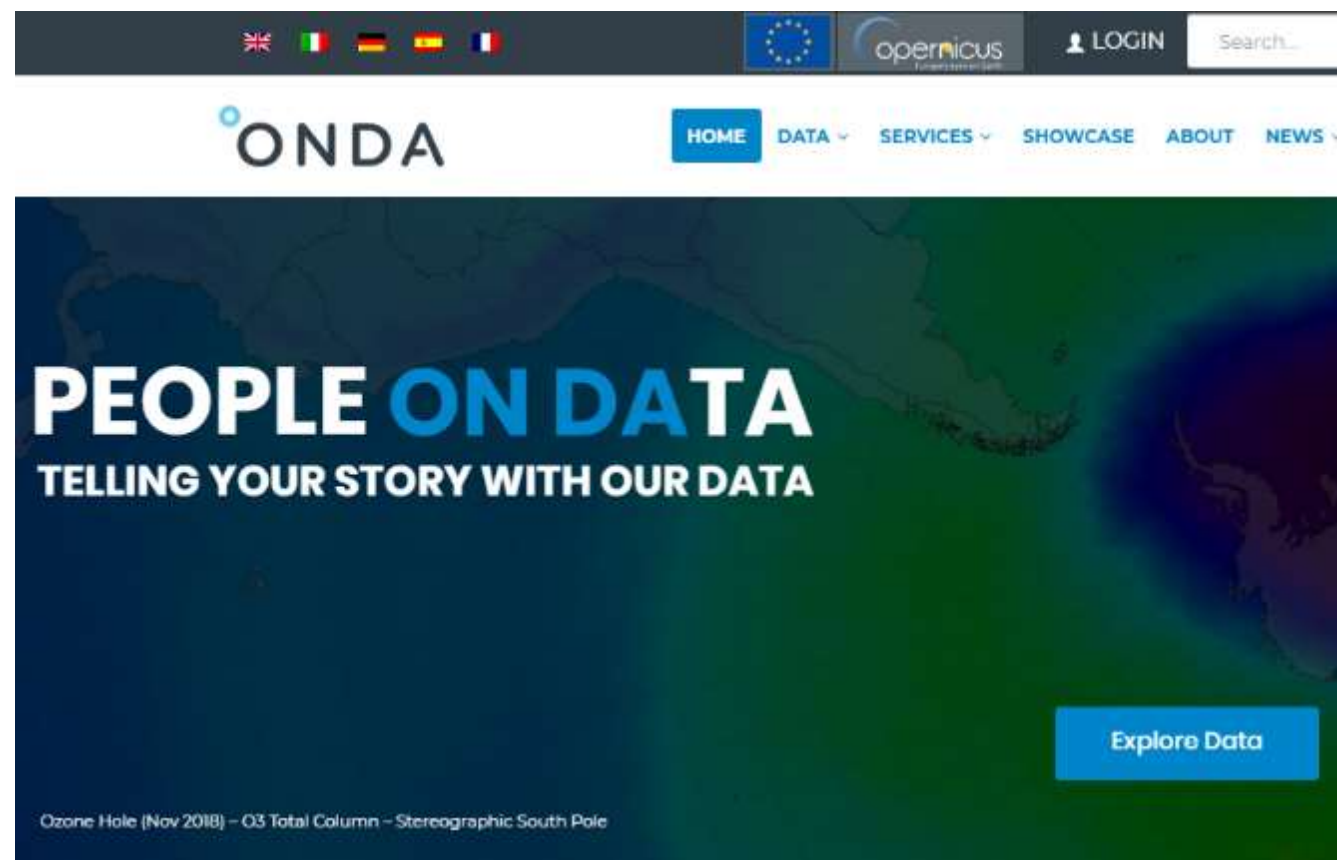 opernicus LOGIN Search...
ONDA
HOME DATA SERVICES SHOWCASE ABOUT NEWS
PEOPLE ON DATA
TELLING YOUR STORY WITH OUR DATA
Explore Data
Ozone Hole (Nov 2018) – O3 Total Column – Stereographic South Pole